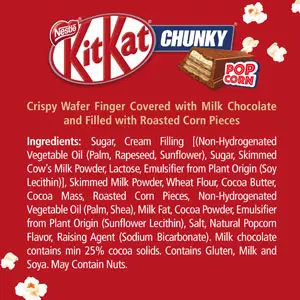 Nestlé
KitKat CHUNKY
POP
CORN
Crispy Wafer Finger Covered with Milk Chocolate
and Filled with Roasted Corn Pieces
Ingredients: Sugar, Cream Filling [(Non-Hydrogenated
Vegetable Oil (Palm, Rapeseed, Sunflower), Sugar, Skimmed
Cow's Milk Powder, Lactose, Emulsifier from Plant Origin (Soy
Lecithin)], Skimmed Milk Powder, Wheat Flour, Cocoa Butter,
Cocoa Mass, Roasted Corn Pieces, Non-Hydrogenated
Vegetable Oil (Palm, Shea), Milk Fat, Cocoa Powder, Emulsifier
from Plant Origin (Sunflower Lecithin), Salt, Natural Popcorn
Flavor, Raising Agent (Sodium Bicarbonate). Milk chocolate
contains min 25% cocoa solids. Contains Gluten, Milk and
Soya. May Contain Nuts.